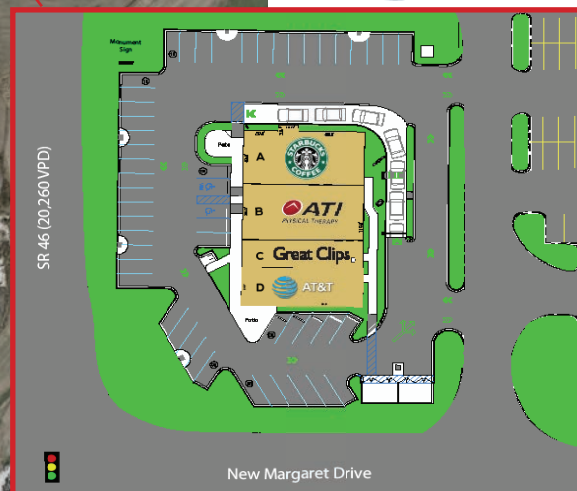 Monument
Sign
SR 46 (20,260 VPD)
A
STARBUCKS
COFFEE
B
ATI
PHYSICAL THERAPY
C
Great Clips
D
AT&T
Patio
New Margaret Drive